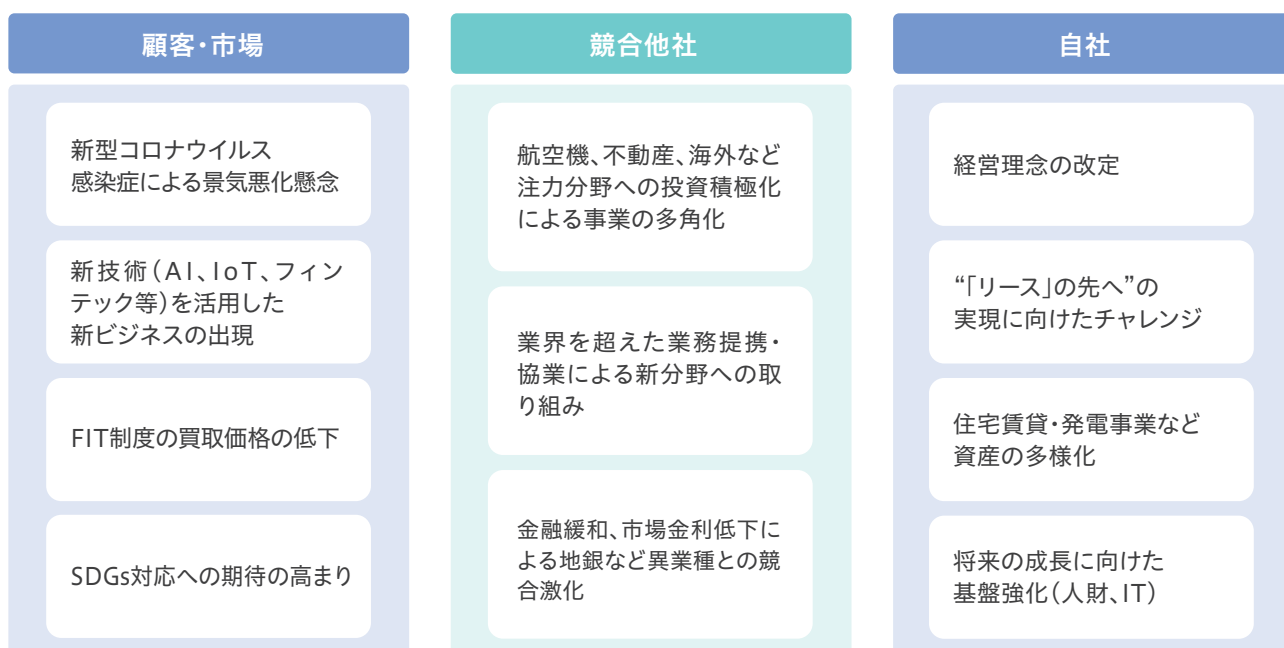 顧客・市場
新型コロナウイルス
感染症による景気悪化懸念
新技術（AI、IoT、フィン
テック等）を活用した
新ビジネスの出現
FIT制度の買取価格の低下
SDGs対応への期待の高まり
競合他社
航空機、不動産、海外など
注力分野への投資積極化
による事業の多角化
業界を超えた業務提携・
協業による新分野への取
り組み
金融緩和、市場金利低下に
よる地銀など異業種との競
合激化
自社
経営理念の改定
“「リース」の先へ”の
実現に向けたチャレンジ
住宅賃貸・発電事業など
資産の多様化
将来の成長に向けた
基盤強化（人財、IT）